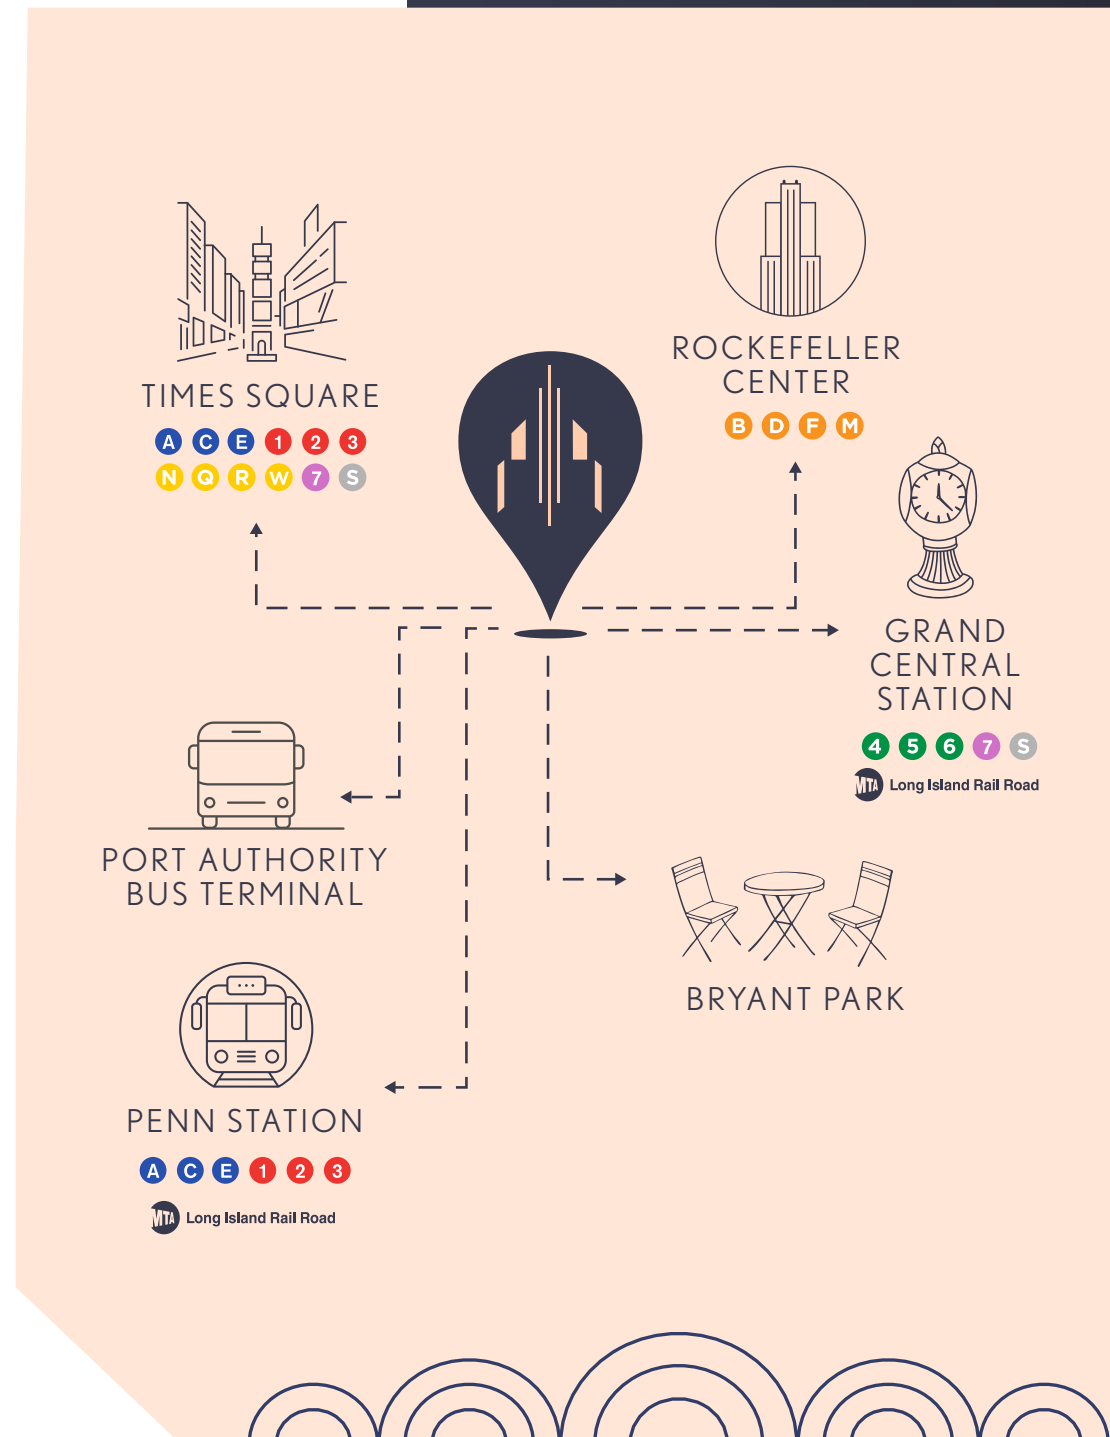 TIMES SQUARE
A C E 1 2 3
N Q R W 7 S
ROCKEFELLER
CENTER
B D F M
GRAND
CENTRAL
STATION
4 5 6 7 S
MTA Long Island Rail Road
PORT AUTHORITY
BUS TERMINAL
BRYANT PARK
PENN STATION
A C E 1 2 3
MTA Long Island Rail Road